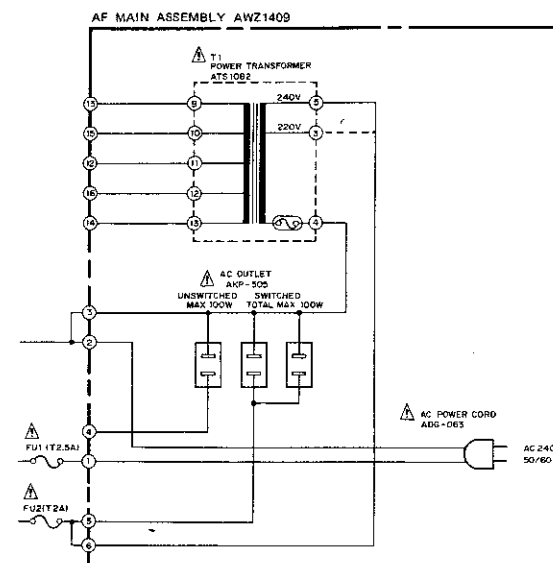 AF MAIN ASSEMBLY AWZ1409
T1
POWER TRANSFORMER
ATS1082
13 9 240V 5
15 10 220V 3
12 11
16 12
14 13 4
AC OUTLET
AKP-505
UNSWITCHED SWITCHED
MAX 100W TOTAL MAX 100W
3
2
4
AC POWER CORD
ADG-063
FU1 (T2.5A)
1
AC 240
50/60
FU2(T2A)
5
6